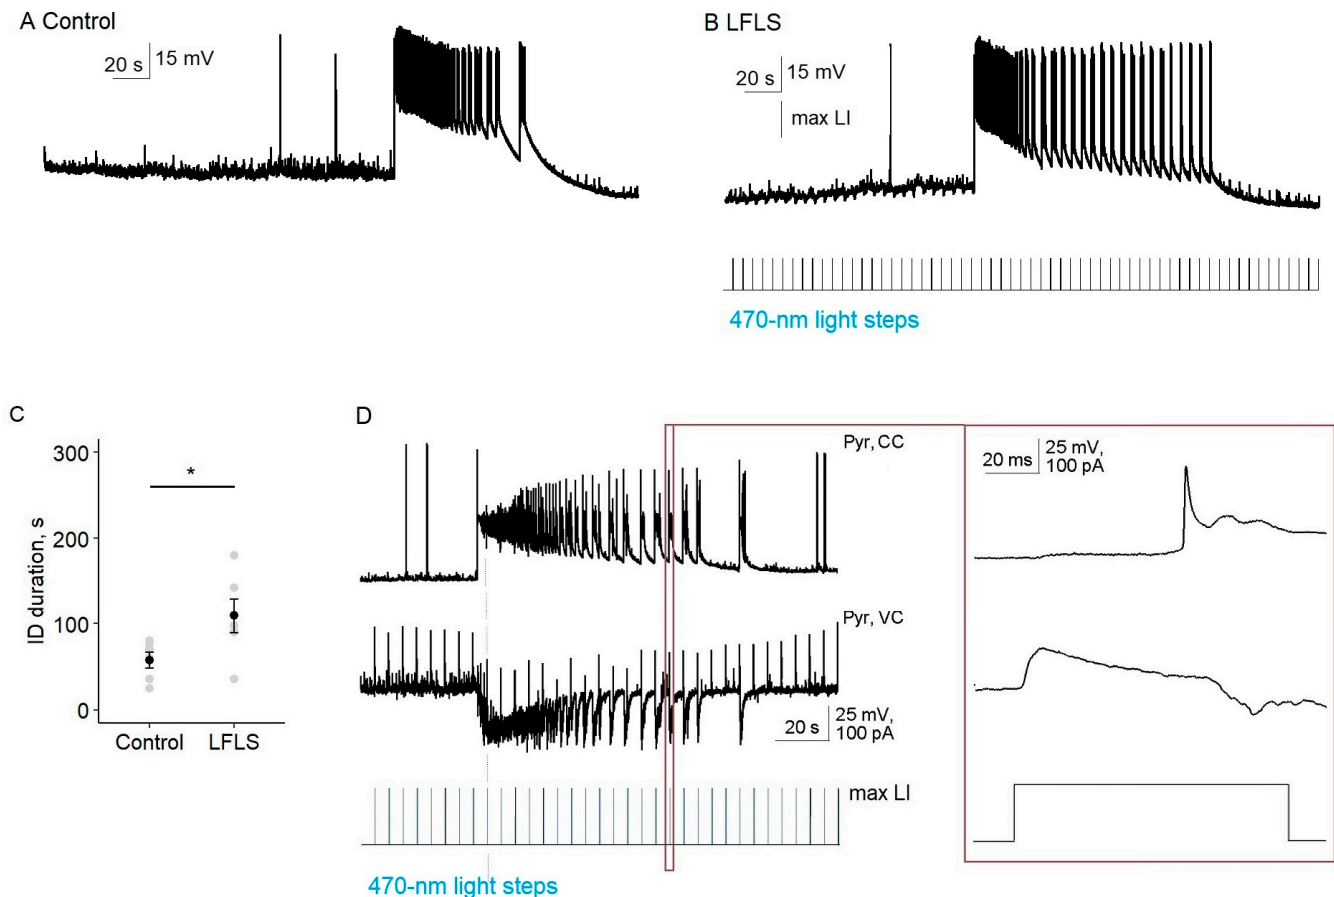 A Control
20 s
15 mV
B LFLS
20 s
15 mV
max LI
470-nm light steps
C
ID duration, s
300
200
100
0
*
Control
LFLS
D
Pyr, CC
Pyr, VC
20 s
25 mV,
100 pA
max LI
470-nm light steps
20 ms
25 mV,
100 pA